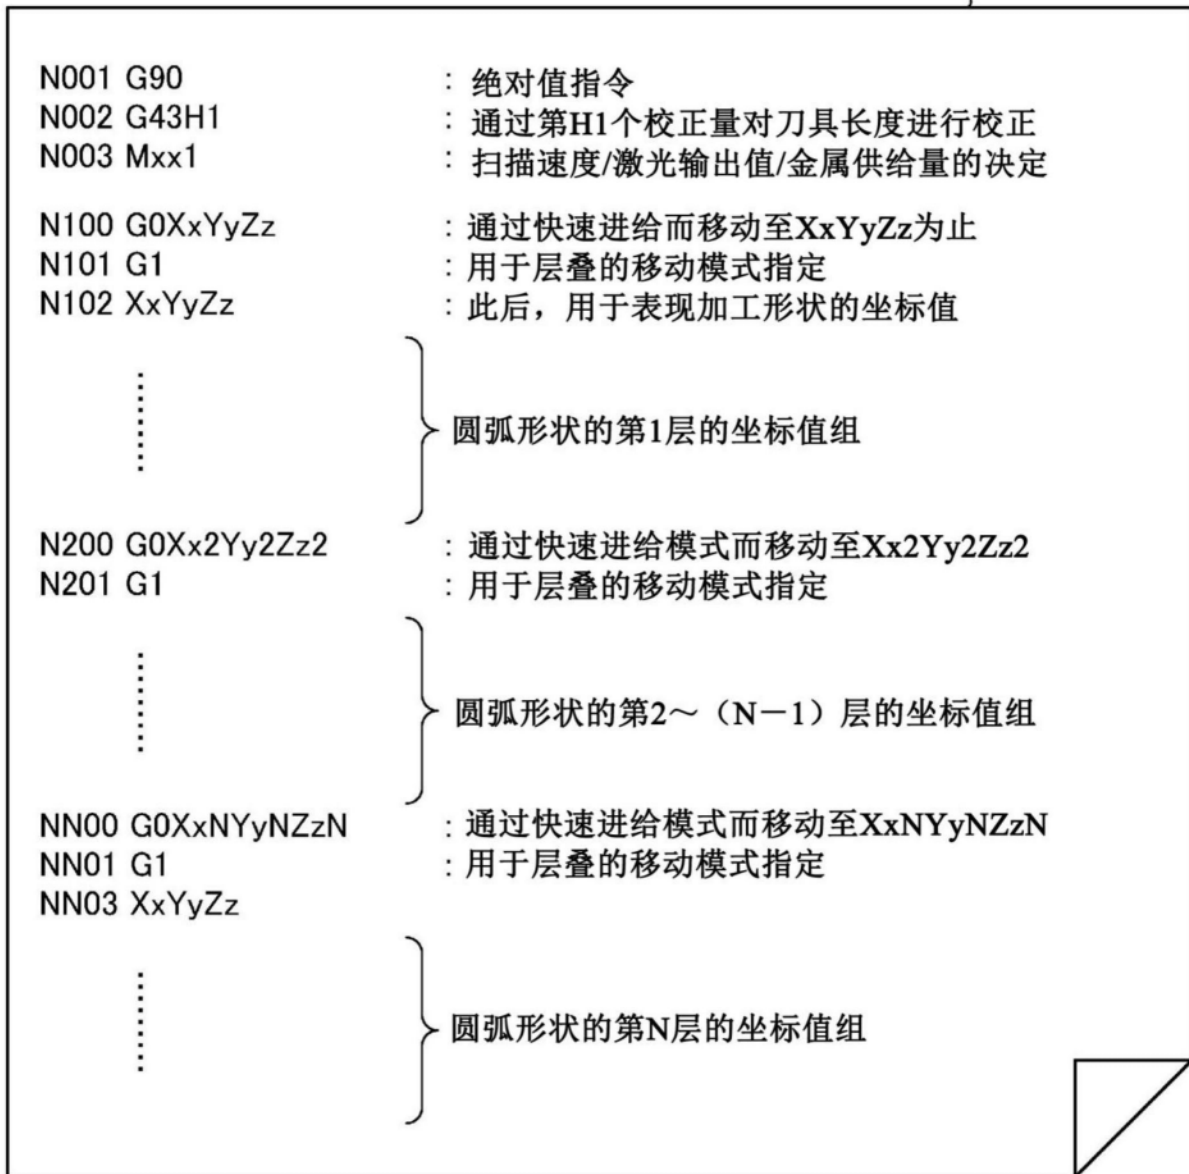 N001 G90 : 绝对值指令
N002 G43H1 : 通过第H1个校正量对刀具长度进行校正
N003 Mxx1 : 扫描速度/激光输出值/金属供给量的决定
N100 G0XxYyZz : 通过快速进给而移动至XxYyZz为止
N101 G1 : 用于层叠的移动模式指定
N102 XxYyZz : 此后，用于表现加工形状的坐标值
圆弧形状的第1层的坐标值组
N200 G0Xx2Yy2Zz2 : 通过快速进给模式而移动至Xx2Yy2Zz2
N201 G1 : 用于层叠的移动模式指定
圆弧形状的第2～（N－1）层的坐标值组
NN00 G0XxNYyNZzN : 通过快速进给模式而移动至XxNYyNZzN
NN01 G1 : 用于层叠的移动模式指定
NN03 XxYyZz
圆弧形状的第N层的坐标值组